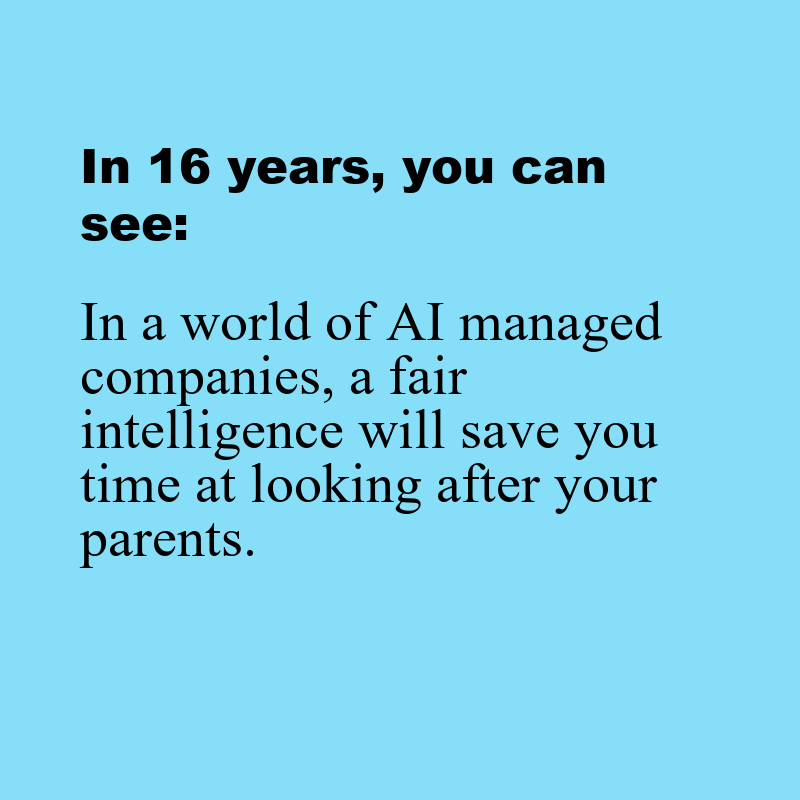 In 16 years, you can
see:
In a world of AI managed
companies, a fair
intelligence will save you
time at looking after your
parents.